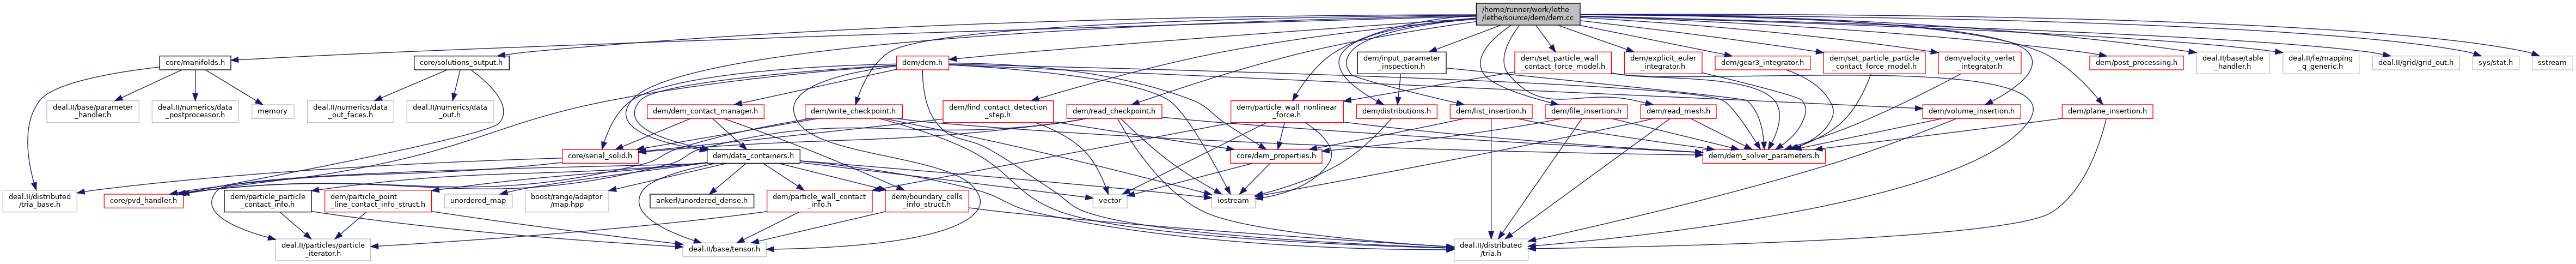 /home/runner/work/lethe
/lethe/source/dem/dem.cc
core/manifolds.h
core/solutions_output.h
dem/dem.h
dem/input_parameter
_inspection.h
dem/set_particle_wall
_contact_force_model.h
dem/explicit_euler
_integrator.h
dem/gear3_integrator.h
dem/set_particle_particle
_contact_force_model.h
dem/velocity_verlet
_integrator.h
dem/post_processing.h
deal.II/base/table
_handler.h
deal.II/fe/mapping
_q_generic.h
deal.II/grid/grid_out.h
sys/stat.h
sstream
deal.II/base/parameter
_handler.h
deal.II/numerics/data
_postprocessor.h
memory
deal.II/numerics/data
_out_faces.h
deal.II/numerics/data
_out.h
dem/dem_contact_manager.h
dem/write_checkpoint.h
dem/find_contact_detection
_step.h
dem/read_checkpoint.h
dem/particle_wall_nonlinear
_force.h
dem/distributions.h
dem/list_insertion.h
dem/file_insertion.h
dem/read_mesh.h
dem/volume_insertion.h
dem/plane_insertion.h
core/serial_solid.h
dem/data_containers.h
core/dem_properties.h
dem/dem_solver_parameters.h
deal.II/distributed
/tria_base.h
core/pvd_handler.h
dem/particle_particle
_contact_info.h
dem/particle_point
_line_contact_info_struct.h
unordered_map
boost/range/adaptor
/map.hpp
ankerl/unordered_dense.h
dem/particle_wall_contact
_info.h
dem/boundary_cells
_info_struct.h
vector
iostream
deal.II/particles/particle
_iterator.h
deal.II/base/tensor.h
deal.II/distributed
/tria.h